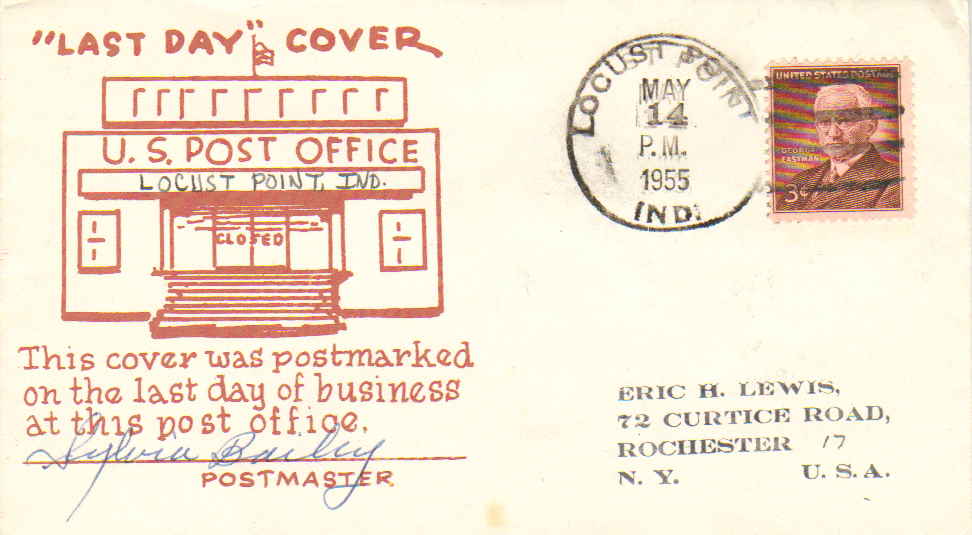 "LAST DAY" COVER
U. S. POST OFFICE
LOCUST POINT, IND.
CLOSED
This cover was postmarked
on the last day of business
at this post office.
Sylvia Bailey
POSTMASTER
LOCUST POINT
MAY
14
P.M.
1955
IND.
UNITED STATES POSTAGE
GEORGE
EASTMAN
3¢
ERIC H. LEWIS,
72 CURTICE ROAD,
ROCHESTER 17
N. Y. U. S. A.